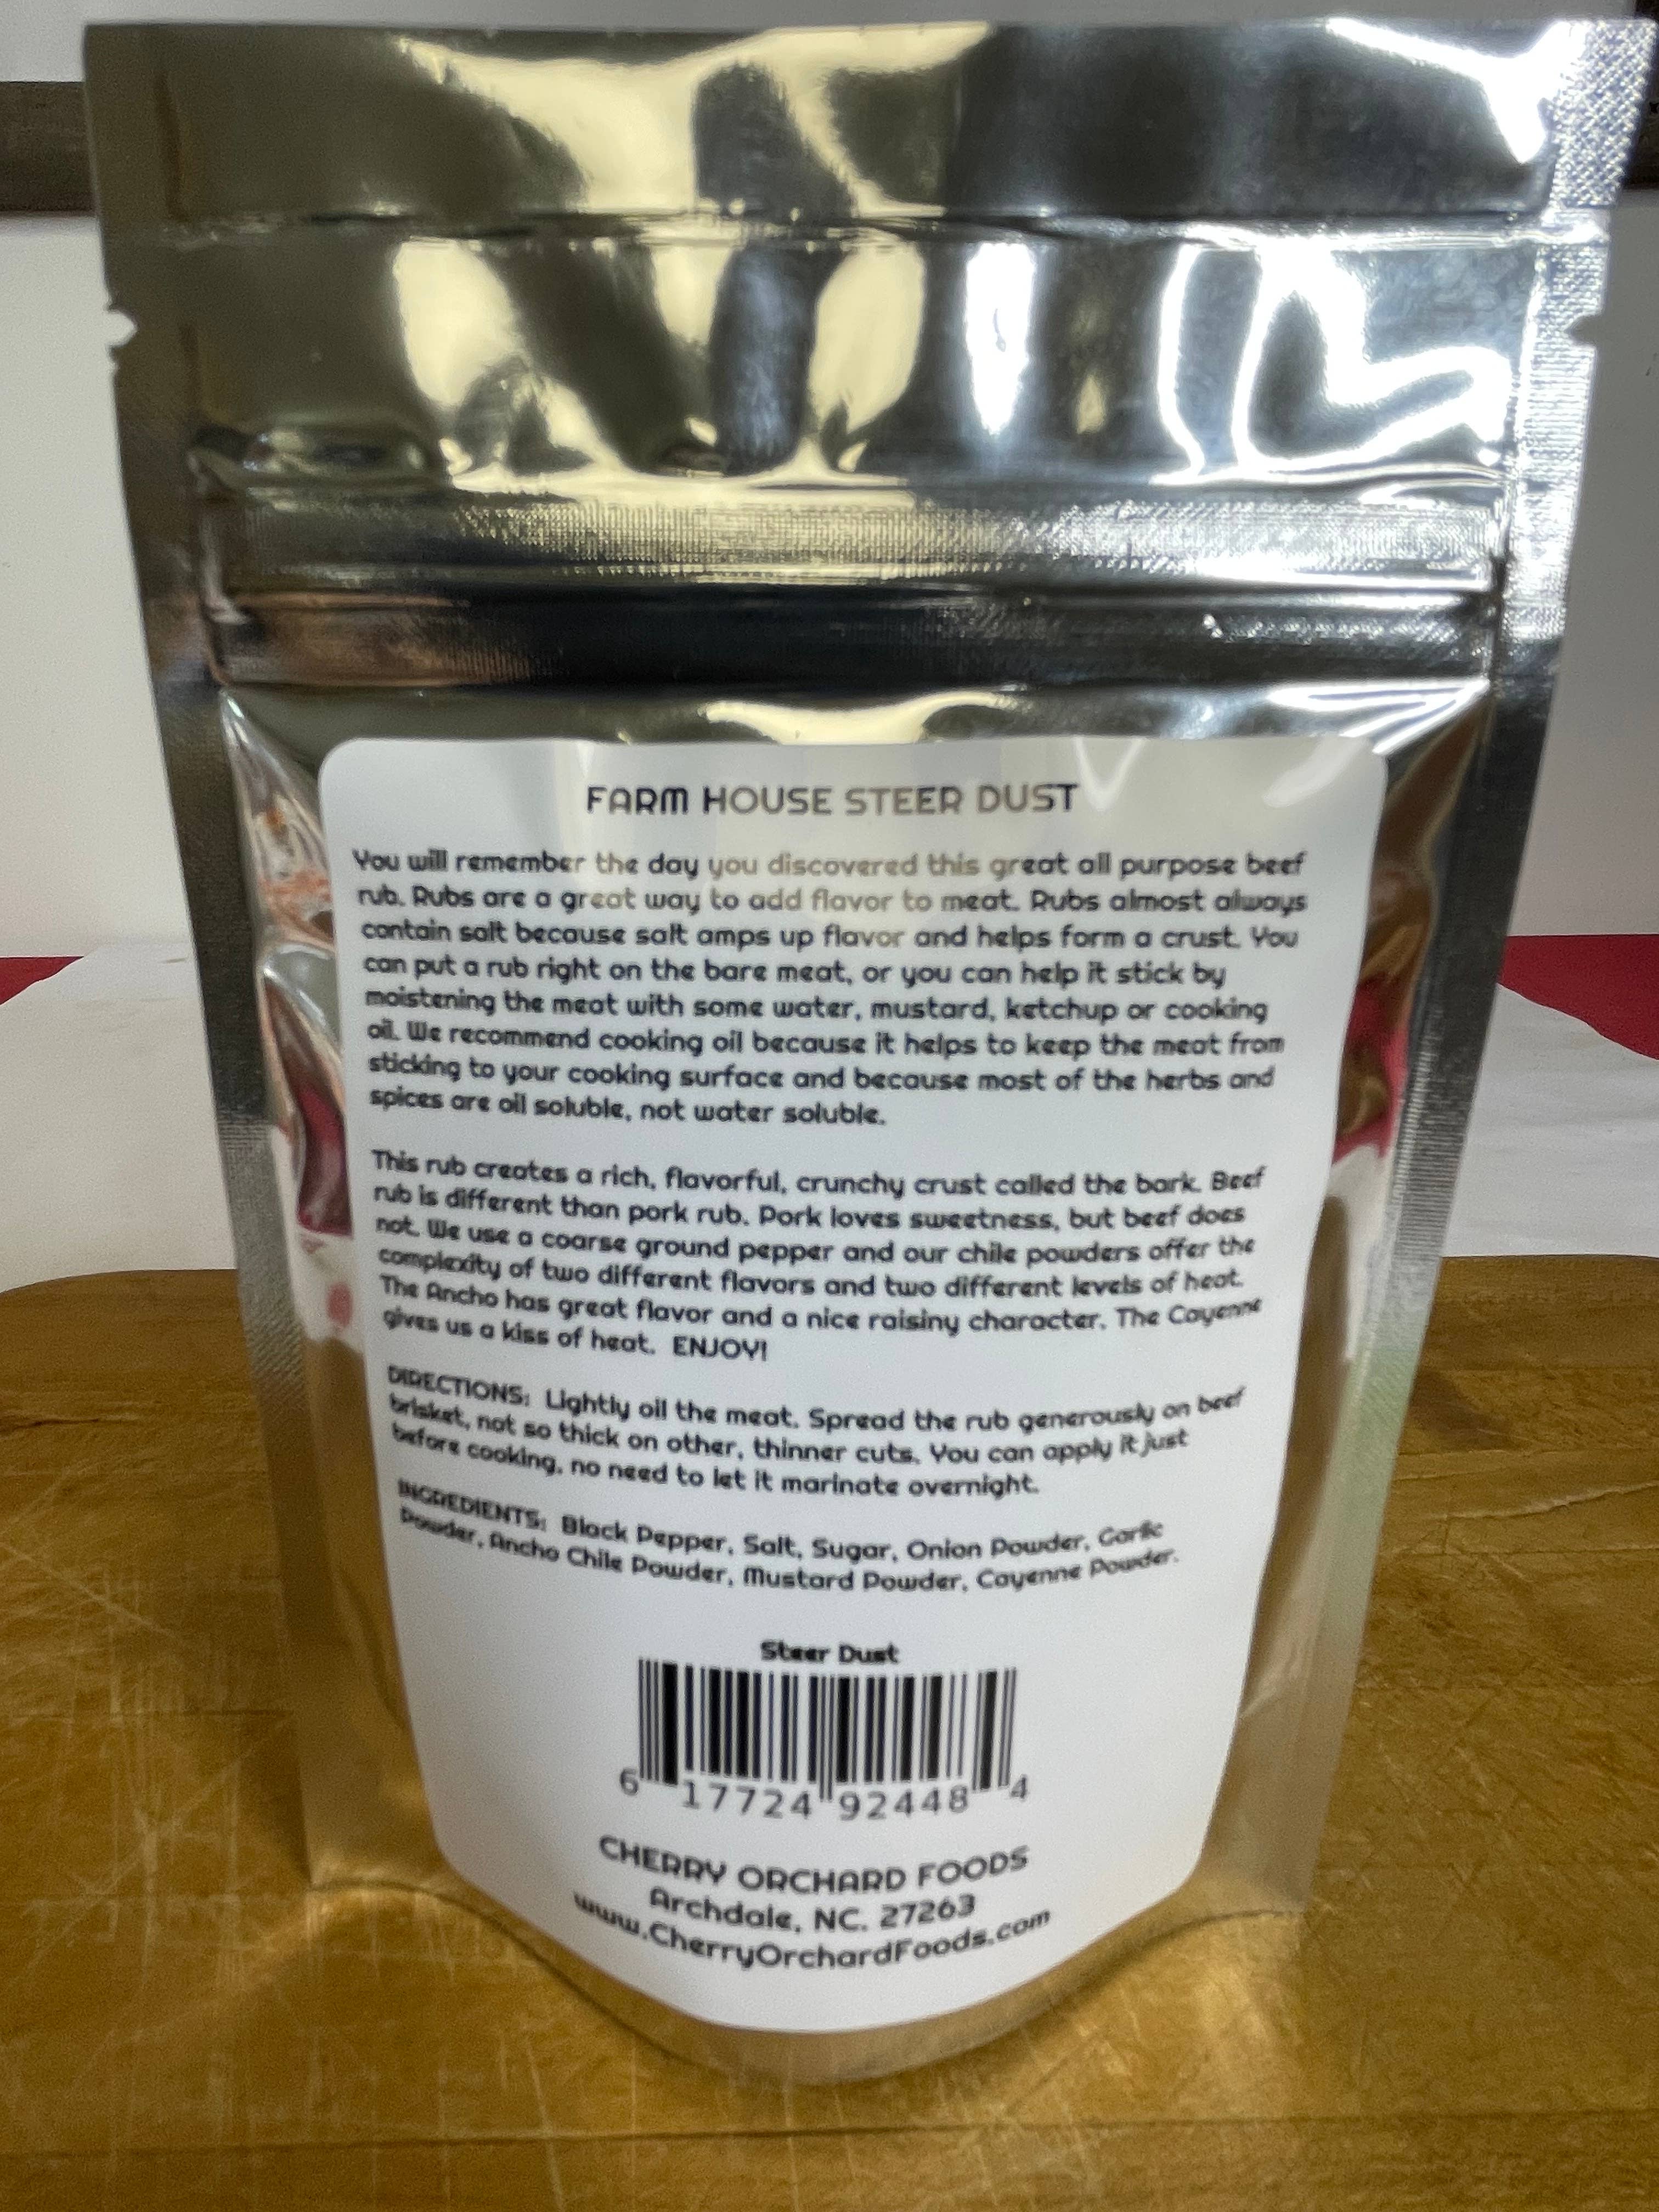 FARM HOUSE STEER DUST
You will remember the day you discovered this great all purpose beef
rub. Rubs are a great way to add flavor to meat. Rubs almost always
contain salt because salt amps up flavor and helps form a crust. You
can put a rub right on the bare meat, or you can help it stick by
moistening the meat with some water, mustard, ketchup or cooking
oil. We recommend cooking oil because it helps to keep the meat from
sticking to your cooking surface and because most of the herbs and
spices are oil soluble, not water soluble.
This rub creates a rich, flavorful, crunchy crust called the bark. Beef
rub is different than pork rub. Pork loves sweetness, but beef does
not. We use a coarse ground pepper and our chile powders offer the
complexity of two different flavors and two different levels of heat.
The Ancho has great flavor and a nice raisiny character. The Cayenne
gives us a kiss of heat. ENJOY!
DIRECTIONS: Lightly oil the meat. Spread the rub generously on beef
brisket, not so thick on other, thinner cuts. You can apply it just
before cooking, no need to let it marinate overnight.
INGREDIENTS: Black Pepper, Salt, Sugar, Onion Powder, Garlic
Powder, Ancho Chile Powder, Mustard Powder, Cayenne Powder.
Steer Dust
6 17724 92448 4
CHERRY ORCHARD FOODS
Archdale, NC. 27263
www.CherryOrchardFoods.com